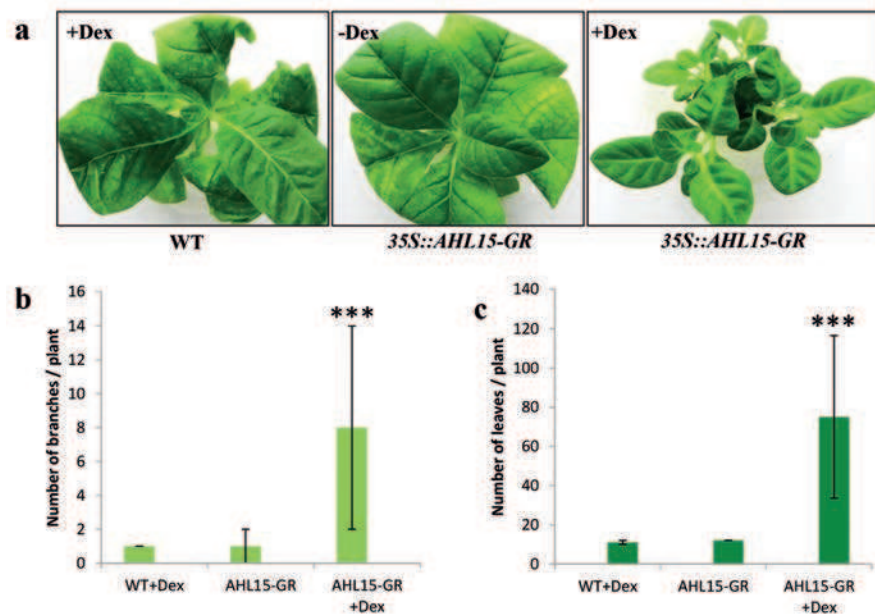 a
+Dex
-Dex
+Dex
WT
35S::AHL15-GR
35S::AHL15-GR
b
Number of branches / plant
16
14
12
10
8
6
4
2
0
***
WT+Dex
AHL15-GR
AHL15-GR
+Dex
c
Number of leaves / plant
140
120
100
80
60
40
20
0
***
WT+Dex
AHL15-GR
AHL15-GR
+Dex